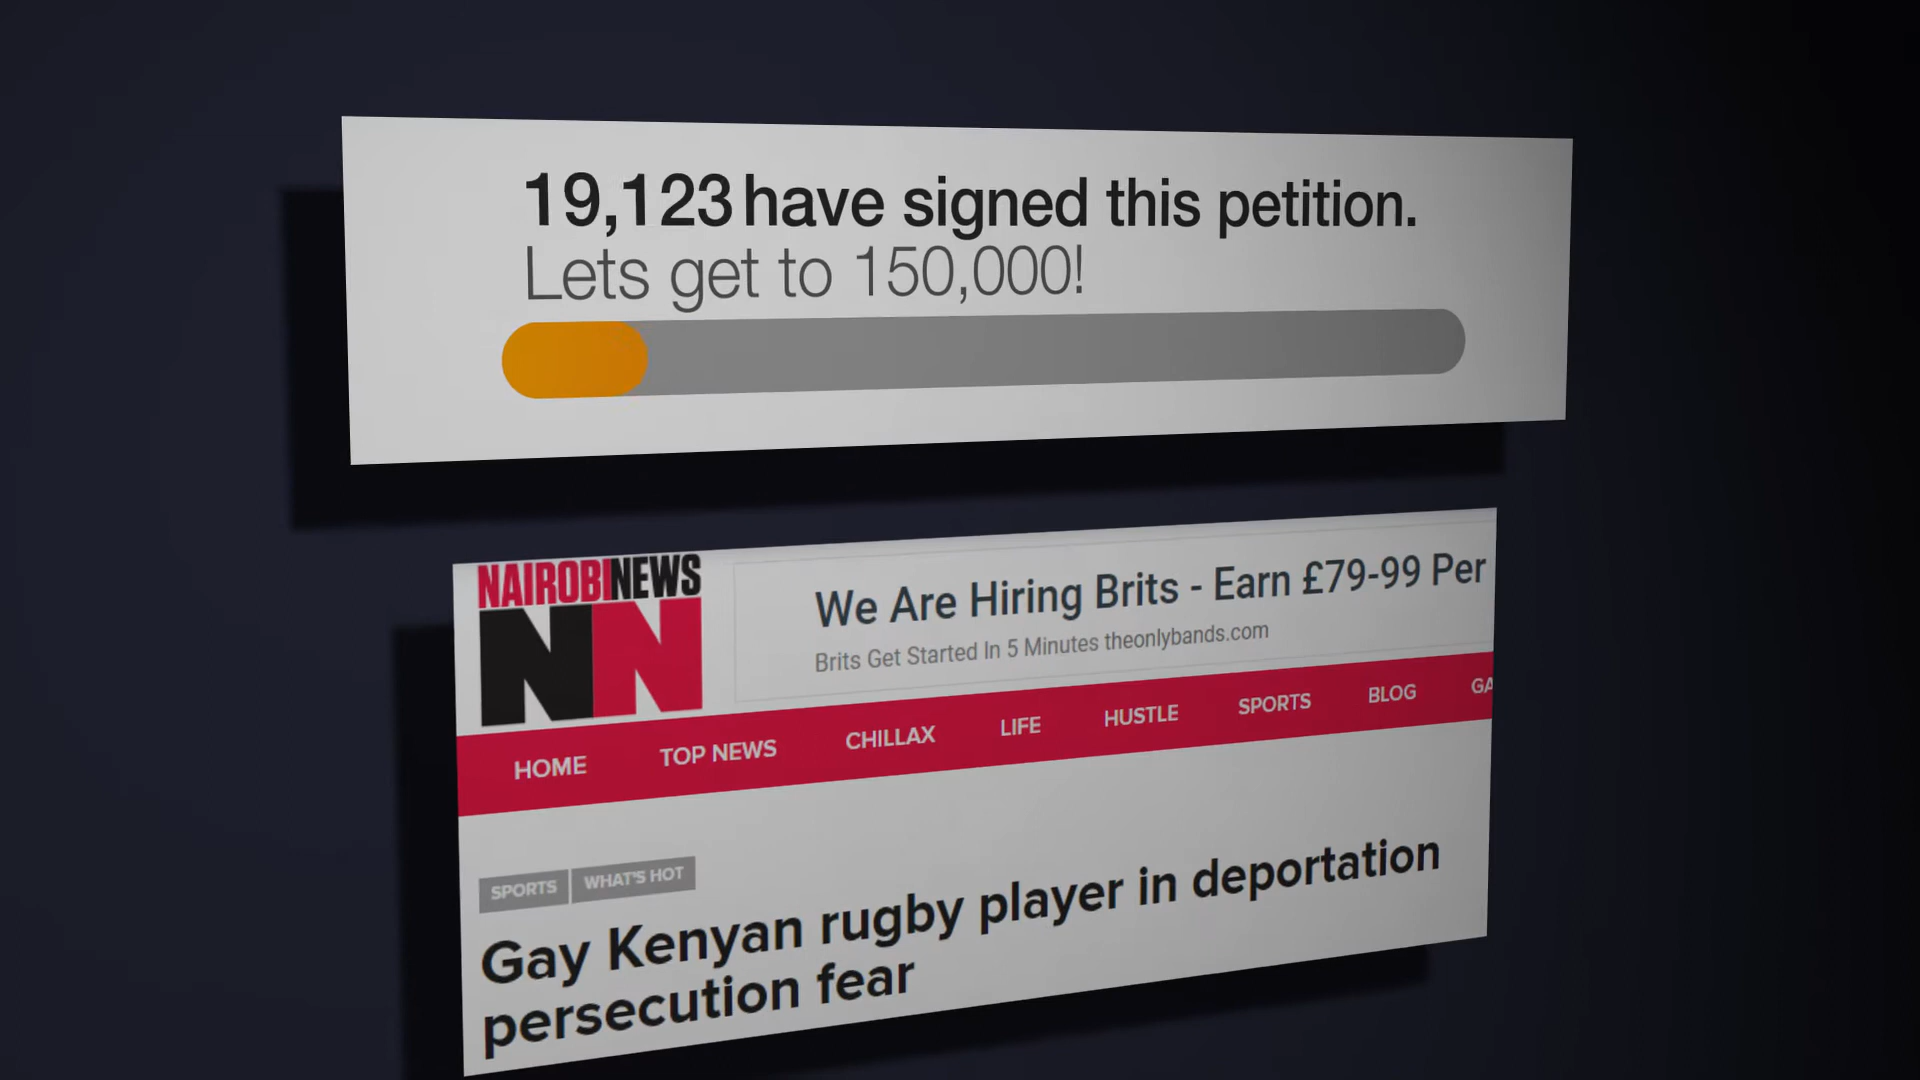 19,123 have signed this petition.
Lets get to 150,000!
NAIROBINEWS
NN
We Are Hiring Brits - Earn £79-99 Per
Brits Get Started In 5 Minutes theonlybands.com
HOME TOP NEWS CHILLAX LIFE HUSTLE SPORTS BLOG GA
SPORTS WHAT'S HOT
Gay Kenyan rugby player in deportation
persecution fear